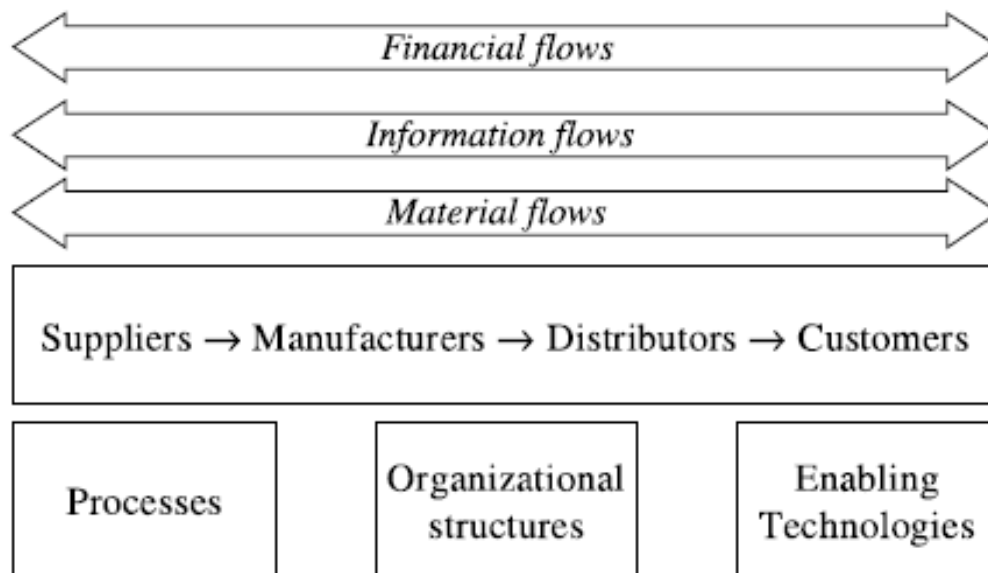 Financial flows
Information flows
Material flows
Suppliers → Manufacturers → Distributors → Customers
Processes
Organizational
structures
Enabling
Technologies